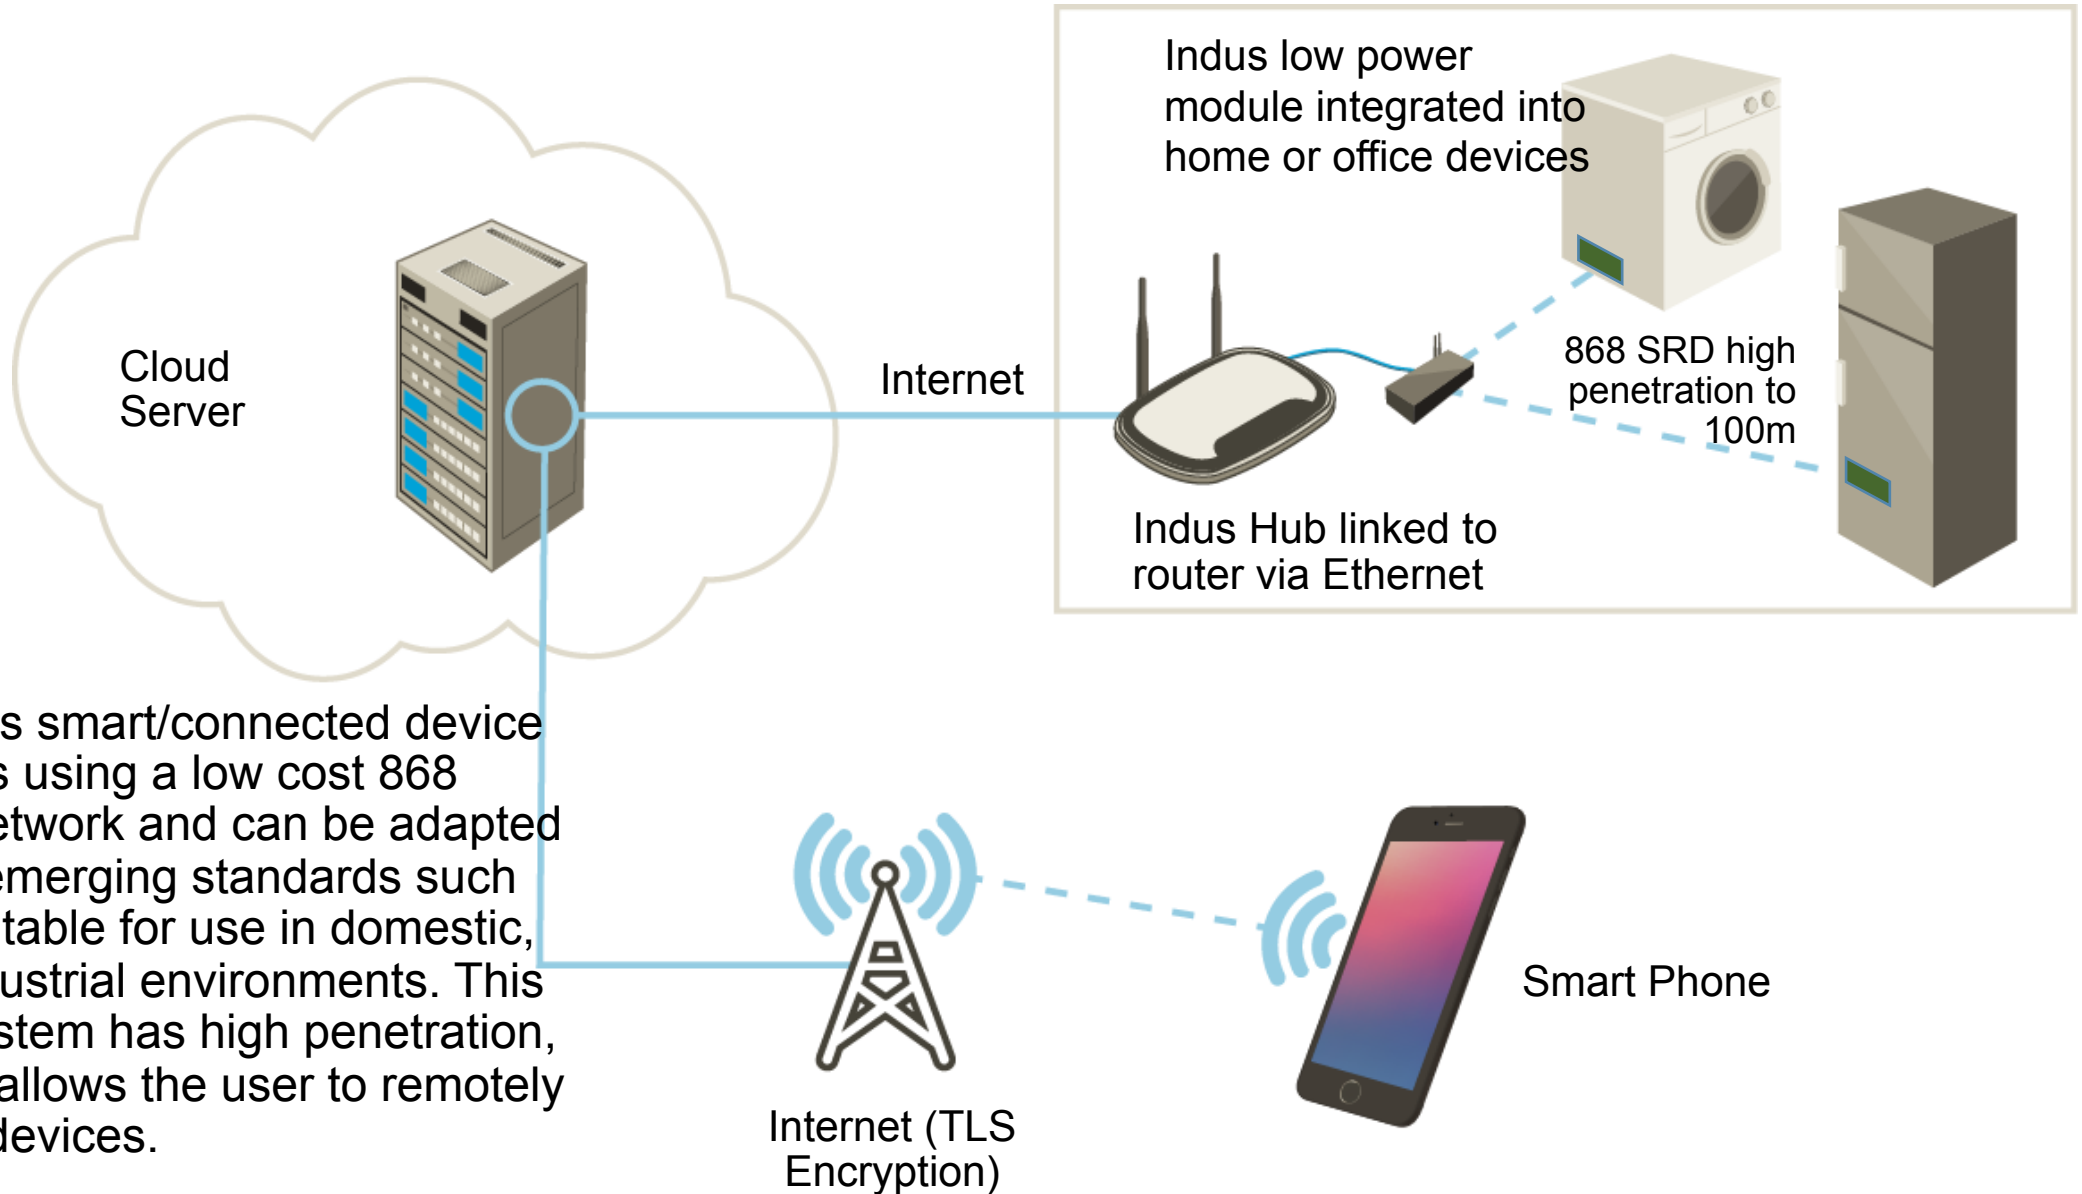 Indus low power
module integrated into
home or office devices
Cloud
Server
Internet
868 SRD high
penetration to
100m
Indus Hub linked to
router via Ethernet
s smart/connected device
s using a low cost 868
etwork and can be adapted
emerging standards such
table for use in domestic,
ustrial environments. This
stem has high penetration,
allows the user to remotely
devices.
Smart Phone
Internet (TLS
Encryption)